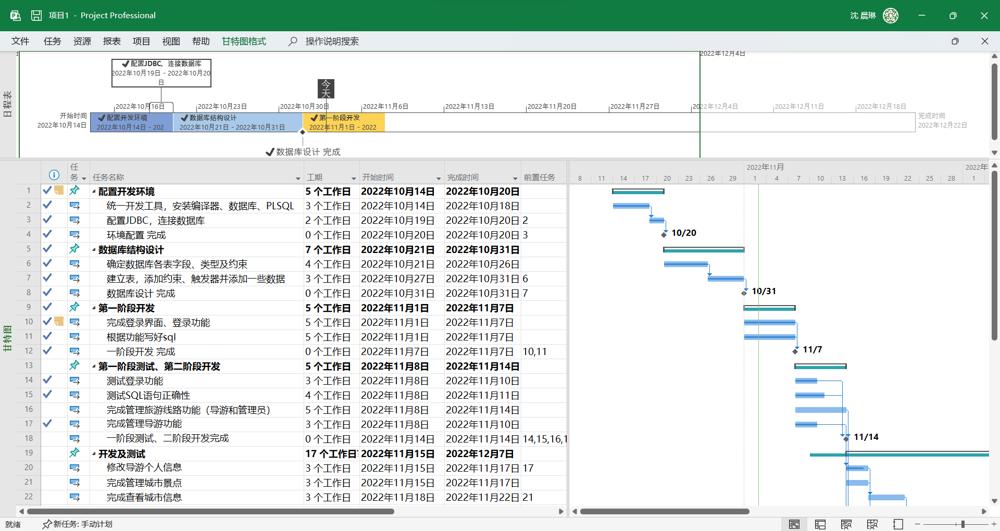 项目1 - Project Professional
沈 晨琳
文件 任务 资源 报表 项目 视图 帮助 甘特图格式 操作说明搜索
日程表
2022年12月4日
配置JDBC，连接数据库
2022年10月19日 - 2022年10月20
日
今天
2022年10月16日 2022年10月23日 2022年10月30日 2022年11月6日 2022年11月13日 2022年11月20日 2022年11月27日 2022年12月4日 2022年12月11日 2022年12月18日
开始时间
2022年10月14日
配置开发环境
2022年10月14日 - 202
数据库结构设计
2022年10月21日 - 2022年10月31日
第一阶段开发
2022年11月1日 - 2022
完成时间
2022年12月22日
数据库设计 完成
甘特图
任务 任务名称 工期 开始时间 完成时间 前置任务
2022年11月 2022年
8 11 14 17 20 23 26 29 1 4 7 10 13 16 19 22 25 28 1
1 配置开发环境 5 个工作日 2022年10月14日 2022年10月20日
2 统一开发工具，安装编译器、数据库、PLSQL 3 个工作日 2022年10月14日 2022年10月18日
3 配置JDBC，连接数据库 2 个工作日 2022年10月19日 2022年10月20日 2
4 环境配置 完成 0 个工作日 2022年10月20日 2022年10月20日 3 10/20
5 数据库结构设计 7 个工作日 2022年10月21日 2022年10月31日
6 确定数据库各表字段、类型及约束 4 个工作日 2022年10月21日 2022年10月26日
7 建立表，添加约束、触发器并添加一些数据 3 个工作日 2022年10月27日 2022年10月31日 6
8 数据库设计 完成 0 个工作日 2022年10月31日 2022年10月31日 7 10/31
9 第一阶段开发 5 个工作日 2022年11月1日 2022年11月7日
10 完成登录界面、登录功能 5 个工作日 2022年11月1日 2022年11月7日
11 根据功能写好sql 5 个工作日 2022年11月1日 2022年11月7日
12 一阶段开发 完成 0 个工作日 2022年11月7日 2022年11月7日 10,11 11/7
13 第一阶段测试、第二阶段开发 5 个工作日 2022年11月8日 2022年11月14日
14 测试登录功能 3 个工作日 2022年11月8日 2022年11月10日
15 测试SQL语句正确性 4 个工作日 2022年11月8日 2022年11月11日
16 完成管理旅游线路功能（导游和管理员） 5 个工作日 2022年11月8日 2022年11月14日
17 完成管理导游功能 3 个工作日 2022年11月8日 2022年11月10日
18 一阶段测试、二阶段开发完成 0 个工作日 2022年11月14日 2022年11月14日 14,15,16,1 11/14
19 开发及测试 17 个工作日 2022年11月15日 2022年12月7日
20 修改导游个人信息 3 个工作日 2022年11月15日 2022年11月17日 17
21 完成管理城市景点 3 个工作日 2022年11月15日 2022年11月17日
22 完成查看城市信息 3 个工作日 2022年11月18日 2022年11月22日 21
就绪 新任务: 手动计划